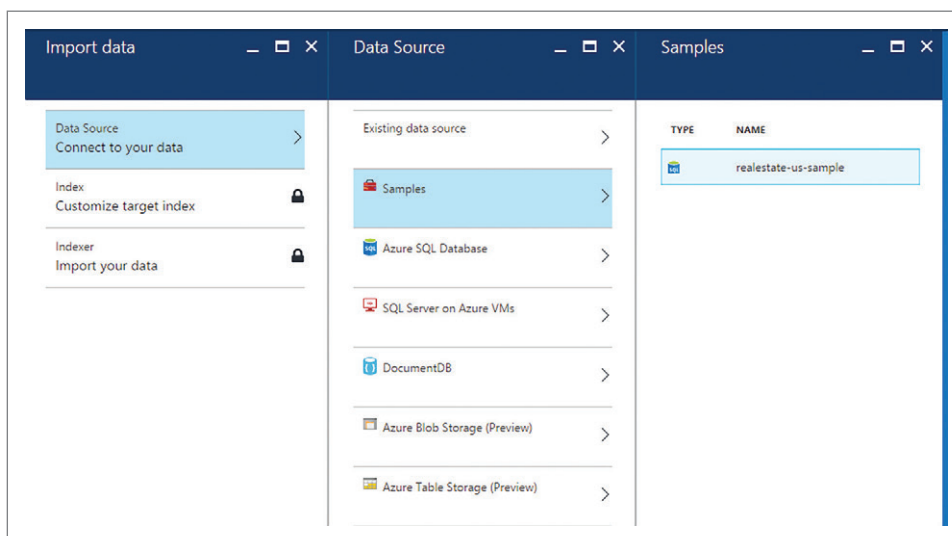 Import data
Data Source
Connect to your data
Index
Customize target index
Indexer
Import your data
Data Source
Existing data source
Samples
SQL
Azure SQL Database
SQL Server on Azure VMs
DocumentDB
Azure Blob Storage (Preview)
Azure Table Storage (Preview)
Samples
TYPE NAME
SQL realestate-us-sample